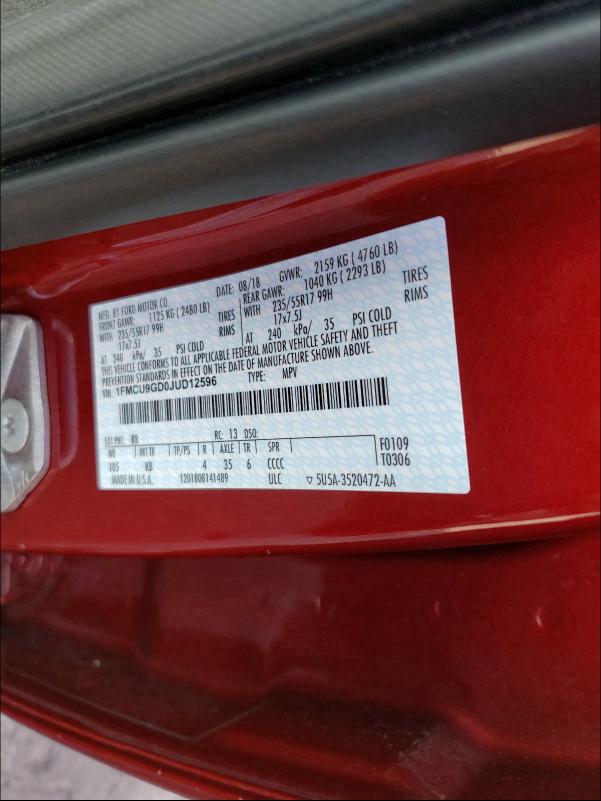 MFD. BY FORD MOTOR CO. DATE: 08/18 GVWR: 2159 KG ( 4760 LB)
FRONT GAWR: 1125 KG ( 2480 LB) REAR GAWR: 1040 KG ( 2293 LB)
WITH 235/55R17 99H TIRES 235/55R17 99H TIRES
17x7.5J RIMS 17x7.5J RIMS
AT 240 kPa/ 35 PSI COLD AT 240 kPa/ 35 PSI COLD
THIS VEHICLE CONFORMS TO ALL APPLICABLE FEDERAL MOTOR VEHICLE SAFETY AND THEFT
PREVENTION STANDARDS IN EFFECT ON THE DATE OF MANUFACTURE SHOWN ABOVE.
VIN: 1FMCU9GD0JUD12596 TYPE: MPV
EXT PNT: RR RC: 13 DSO: F0109
WB INT TR TP/PS R AXLE TR SPR T0306
105 KB 4 35 6 CCCC
MADE IN U.S.A. 1201808141489 ULC ▽ 5U5A-3520472-AA